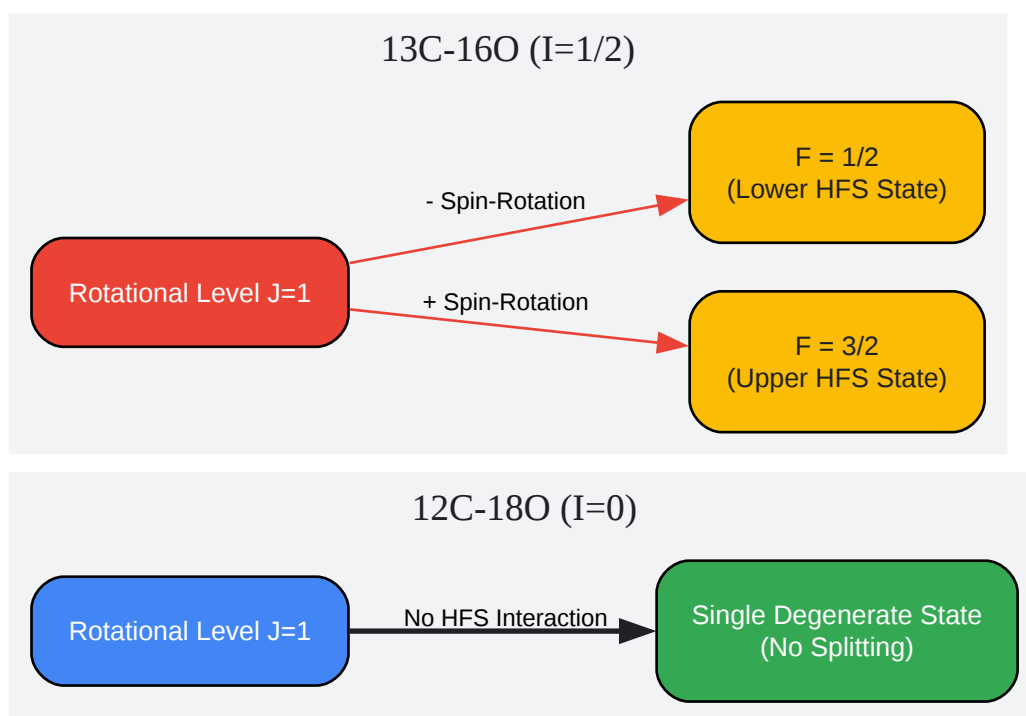 13C-16O (I=1/2)
F = 1/2
(Lower HFS State)
- Spin-Rotation
Rotational Level J=1
+ Spin-Rotation
F = 3/2
(Upper HFS State)
12C-18O (I=0)
Rotational Level J=1
No HFS Interaction
Single Degenerate State
(No Splitting)